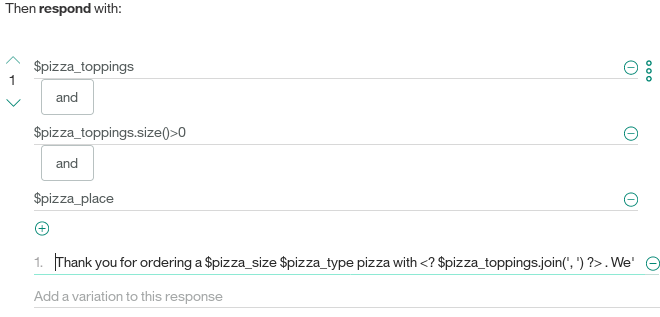 Then respond with:
$pizza_toppings
1
and
$pizza_toppings.size()>0
and
$pizza_place
1. Thank you for ordering a $pizza_size $pizza_type pizza with <? $pizza_toppings.join(', ') ?> . We'
Add a variation to this response